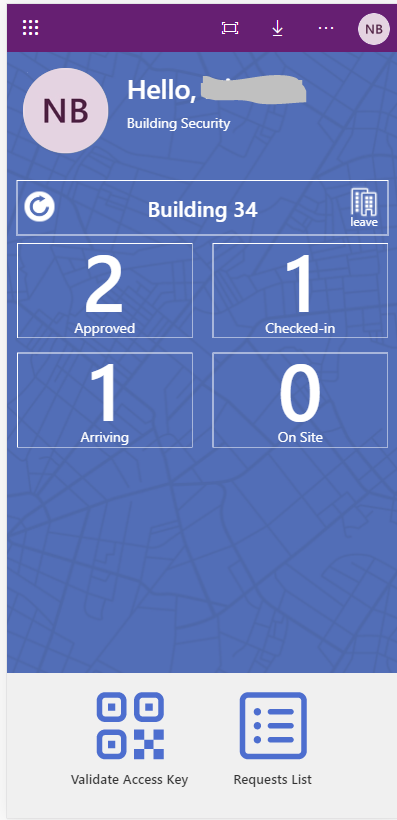 NB
NB
Hello,
Building Security
Building 34
leave
2
Approved
1
Checked-in
1
Arriving
0
On Site
Validate Access Key
Requests List